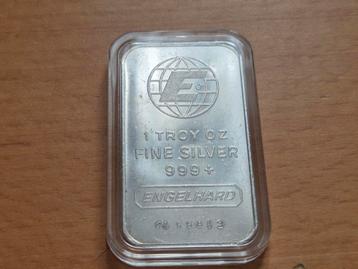 E
1 TROY OZ
FINE SILVER
999+
ENGELHARD